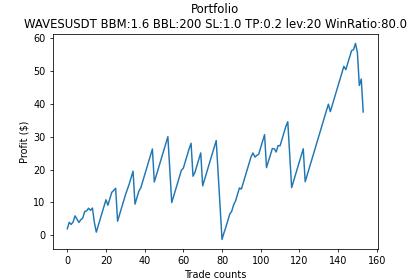 Portfolio
WAVESUSDT BBM:1.6 BBL:200 SL:1.0 TP:0.2 lev:20 WinRatio:80.0
60
50
40
30
20
10
0
Profit ($)
0 20 40 60 80 100 120 140 160
Trade counts